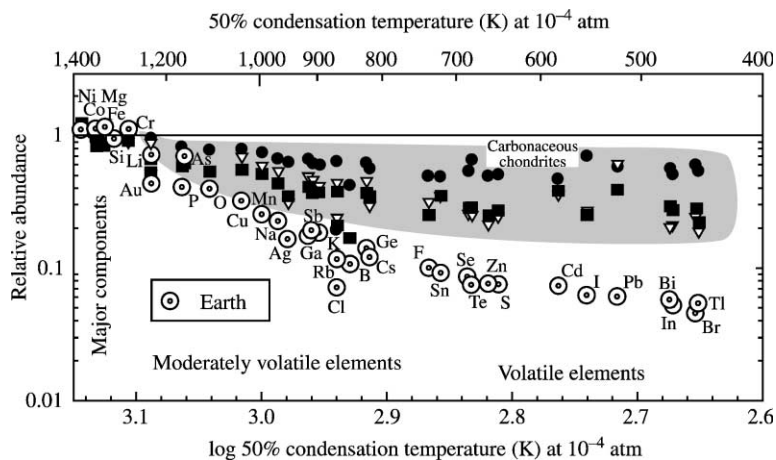 50% condensation temperature (K) at 10⁻⁴ atm
1,400 1,200 1,000 900 800 700 600 500 400
Ni Mg
Co Fe
Cr
1
Si
Li
As
Carbonaceous
chondrites
Au
P
O
Mn
Cu
Na
Sb
Ag
Ga
K
Ge
Rb
B
Cs
Cl
F
Sn
Se
Te
Zn
S
Cd
I
Pb
Bi
In
Tl
Br
Relative abundance
0.1
Major components
Earth
Moderately volatile elements
Volatile elements
0.01
3.1 3.0 2.9 2.8 2.7 2.6
log 50% condensation temperature (K) at 10⁻⁴ atm